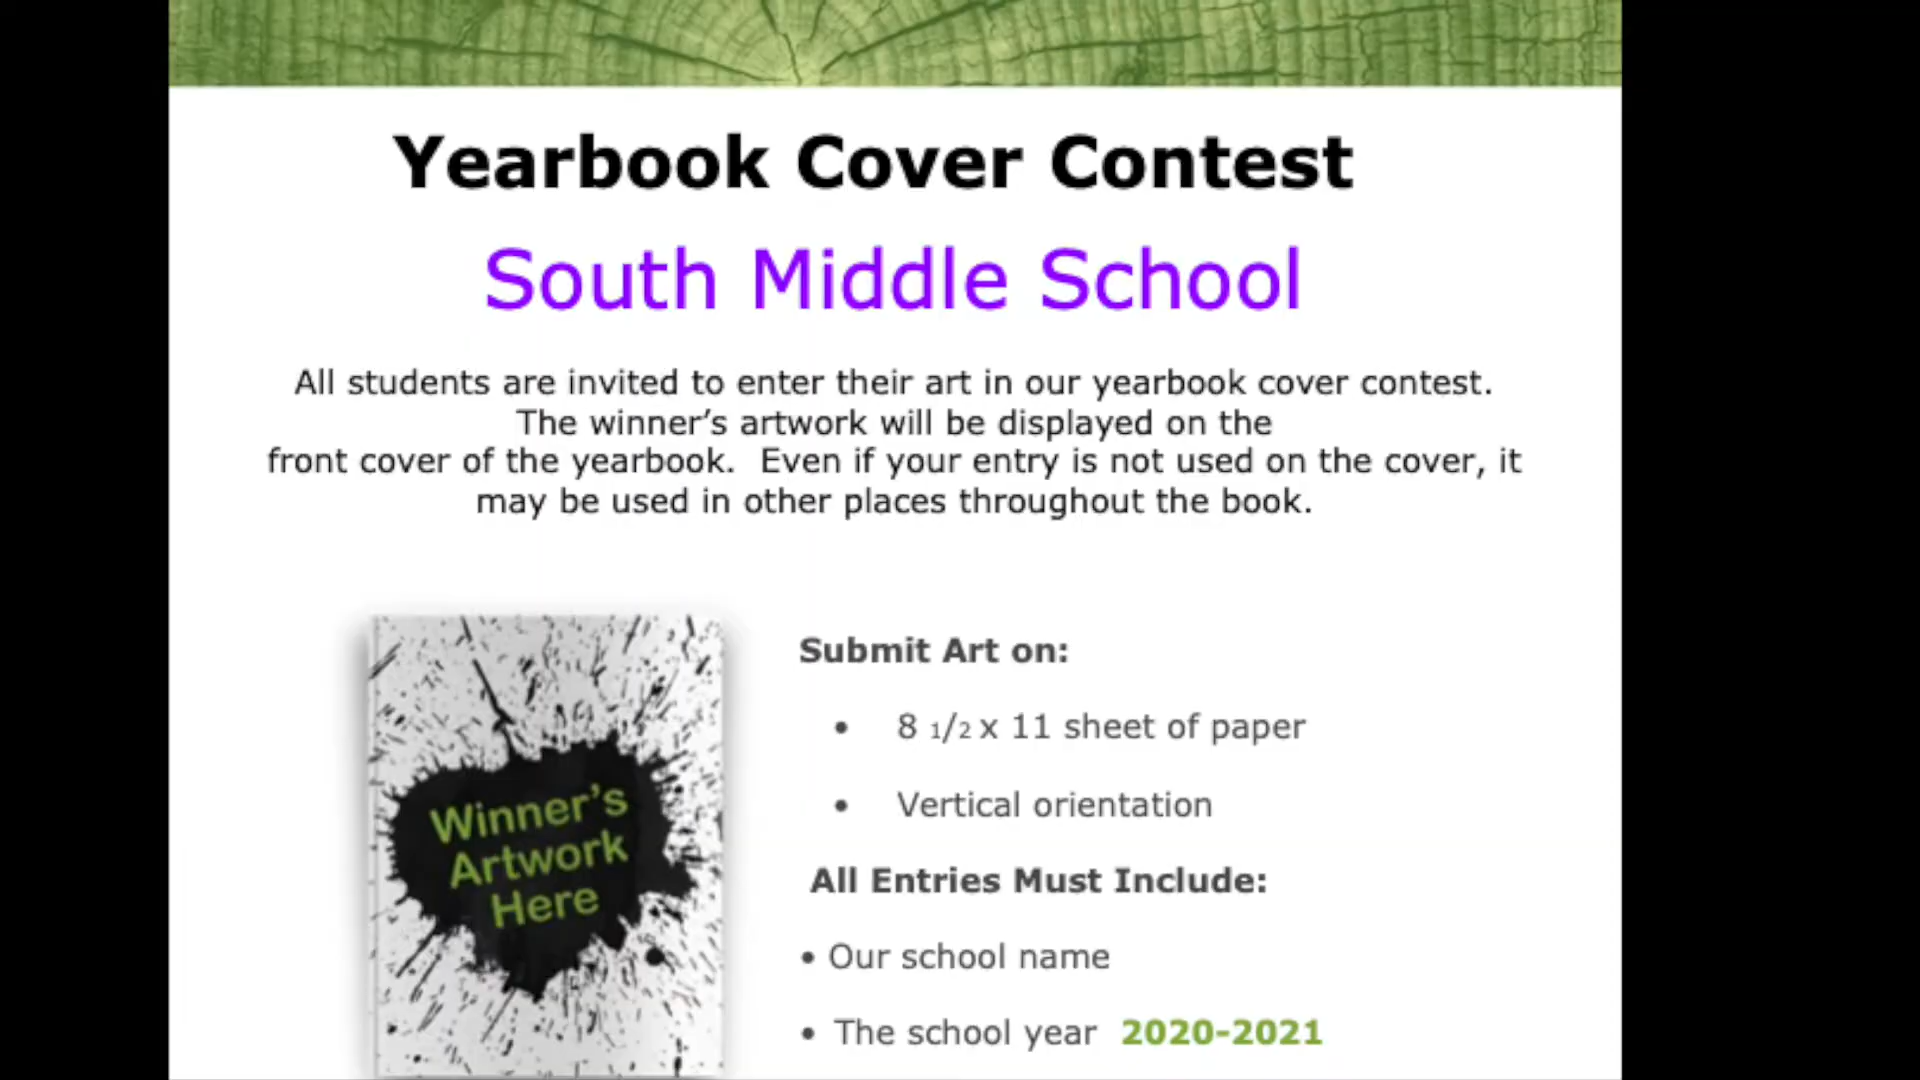 Yearbook Cover Contest
South Middle School
All students are invited to enter their art in our yearbook cover contest.
The winner’s artwork will be displayed on the
front cover of the yearbook.  Even if your entry is not used on the cover, it
may be used in other places throughout the book.
Winner’s
Artwork
Here
Submit Art on:
• 8 1/2 x 11 sheet of paper
• Vertical orientation
All Entries Must Include:
• Our school name
• The school year 2020-2021